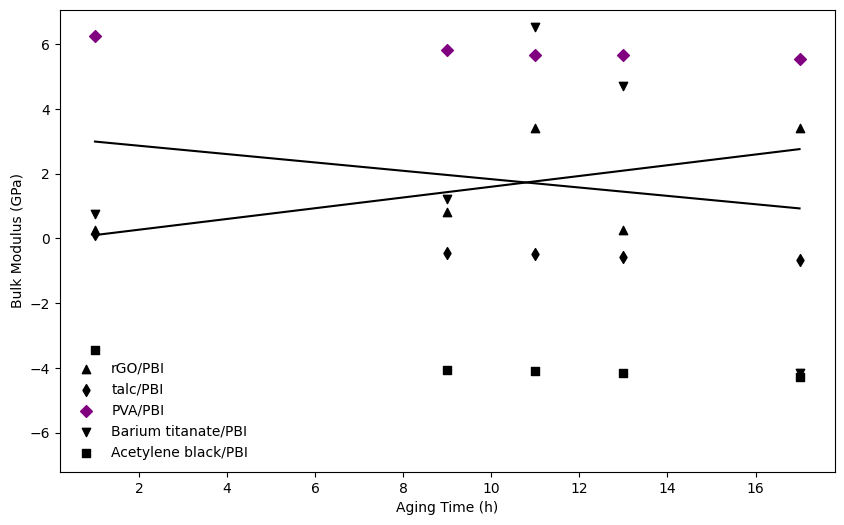 6
4
2
0
−2
−4
−6
Bulk Modulus (GPa)
rGO/PBI
talc/PBI
PVA/PBI
Barium titanate/PBI
Acetylene black/PBI
2 4 6 8 10 12 14 16
Aging Time (h)